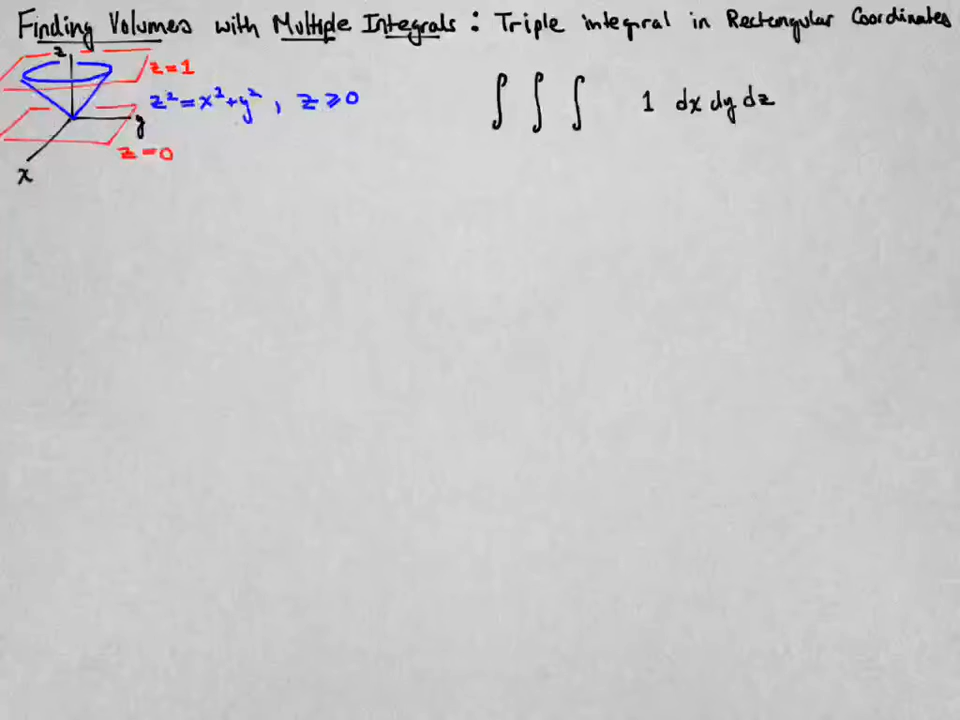 Finding Volumes with Multiple Integrals : Triple integral in Rectangular Coordinates
z
z=1
z²=x²+y² , z ⩾ 0
∫ ∫ ∫ 1 dx dy dz
y
z=0
x